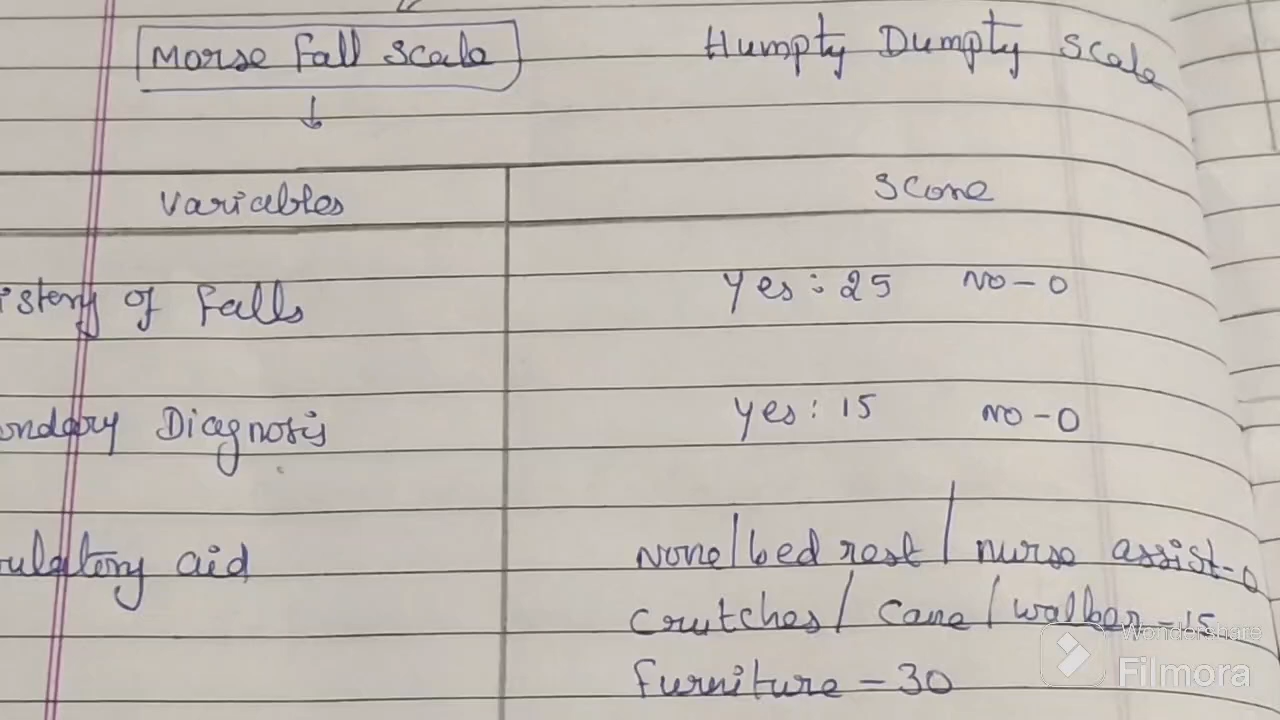 Morse Fall Scale
Humpty Dumpty Scale
Variables
Score
istory of Falls
Yes: 25 No-0
ondary Diagnosis
Yes: 15 No-0
ulatory aid
None/bed rest/nurse assist-0
Crutches/Cane/walker-15
Furniture-30
Wondershare
Filmora